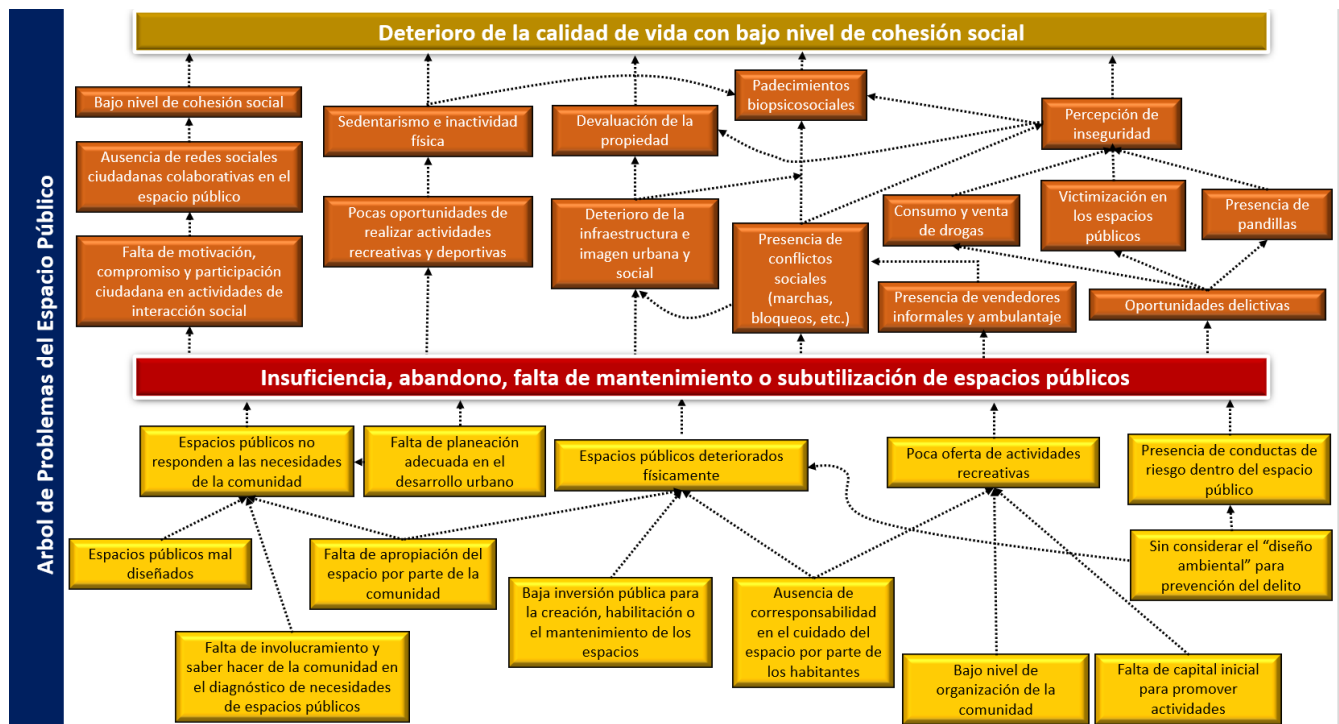 Arbol de Problemas del Espacio Público
Deterioro de la calidad de vida con bajo nivel de cohesión social
Bajo nivel de cohesión social
Sedentarismo e inactividad
física
Devaluación de la
propiedad
Padecimientos
biopsicosociales
Percepción de
inseguridad
Ausencia de redes sociales
ciudadanas colaborativas en el
espacio público
Pocas oportunidades de
realizar actividades
recreativas y deportivas
Deterioro de la
infraestructura e
imagen urbana y
social
Consumo y venta
de drogas
Victimización en
los espacios
públicos
Presencia de
pandillas
Falta de motivación,
compromiso y participación
ciudadana en actividades de
interacción social
Presencia de
conflictos
sociales
(marchas,
bloqueos, etc.)
Presencia de vendedores
informales y ambulantaje
Oportunidades delictivas
Insuficiencia, abandono, falta de mantenimiento o subutilización de espacios públicos
Espacios públicos no
responden a las necesidades
de la comunidad
Falta de planeación
adecuada en el
desarrollo urbano
Espacios públicos deteriorados
físicamente
Poca oferta de actividades
recreativas
Presencia de conductas de
riesgo dentro del espacio
público
Espacios públicos mal
diseñados
Falta de apropiación del
espacio por parte de la
comunidad
Baja inversión pública para
la creación, habilitación o
el mantenimiento de los
espacios
Ausencia de
corresponsabilidad
en el cuidado del
espacio por parte de
los habitantes
Sin considerar el “diseño
ambiental” para
prevención del delito
Falta de involucramiento y
saber hacer de la comunidad en
el diagnóstico de necesidades
de espacios públicos
Bajo nivel de
organización de la
comunidad
Falta de capital inicial
para promover
actividades